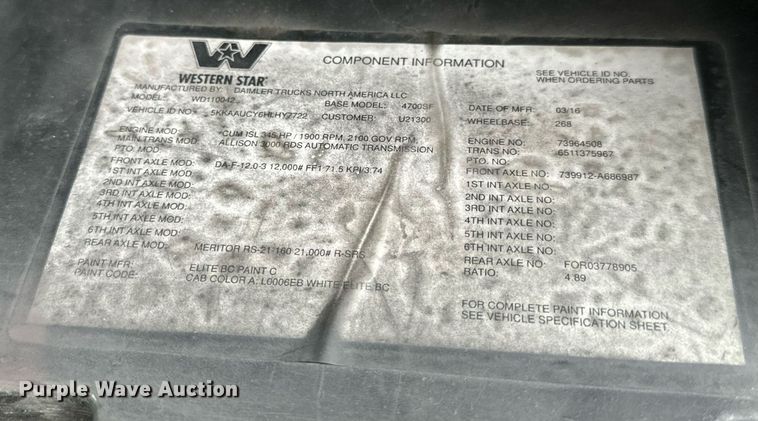 WESTERN STAR
COMPONENT INFORMATION
SEE VEHICLE ID NO.
WHEN ORDERING PARTS
MANUFACTURED BY: DAIMLER TRUCKS NORTH AMERICA LLC
MODEL: WD110042 BASE MODEL: 4700SF DATE OF MFR: 03/16
VEHICLE ID NO.: 5KKAAUCY6HLHY7722 CUSTOMER: U21300 WHEELBASE: 268
ENGINE MOD: CUM ISL 345 HP / 1900 RPM, 2100 GOV RPM, ENGINE NO: 73964508
MAIN TRANS MOD: ALLISON 3000 RDS AUTOMATIC TRANSMISSION TRANS NO: 6511375967
PTO. MOD: PTO. NO:
FRONT AXLE MOD: DA-F-12.0-3 12,000# FF1 71.5 KPI/3.74 FRONT AXLE NO: 739912-A686987
1ST INT AXLE MOD: 1ST INT AXLE NO:
2ND INT AXLE MOD: 2ND INT AXLE NO:
3RD INT AXLE MOD: 3RD INT AXLE NO:
4TH INT AXLE MOD: 4TH INT AXLE NO:
5TH INT AXLE MOD: 5TH INT AXLE NO:
6TH INT AXLE MOD: 6TH INT AXLE NO:
REAR AXLE MOD: MERITOR RS-21-160 21,000# R-SRS REAR AXLE NO: FOR03778905
RATIO: 4.89
PAINT MFR: ELITE BC PAINT C
PAINT CODE: CAB COLOR A: L0006EB WHITE ELITE BC
FOR COMPLETE PAINT INFORMATION
SEE VEHICLE SPECIFICATION SHEET.
Purple Wave Auction